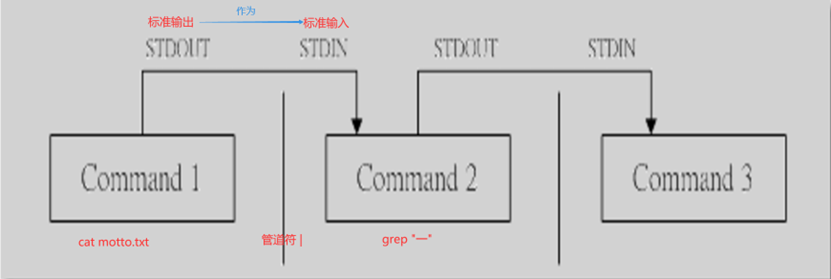 标准输出 作为 标准输入
STDOUT STDIN STDOUT STDIN
Command 1 Command 2 Command 3
cat motto.txt 管道符 | grep "一"